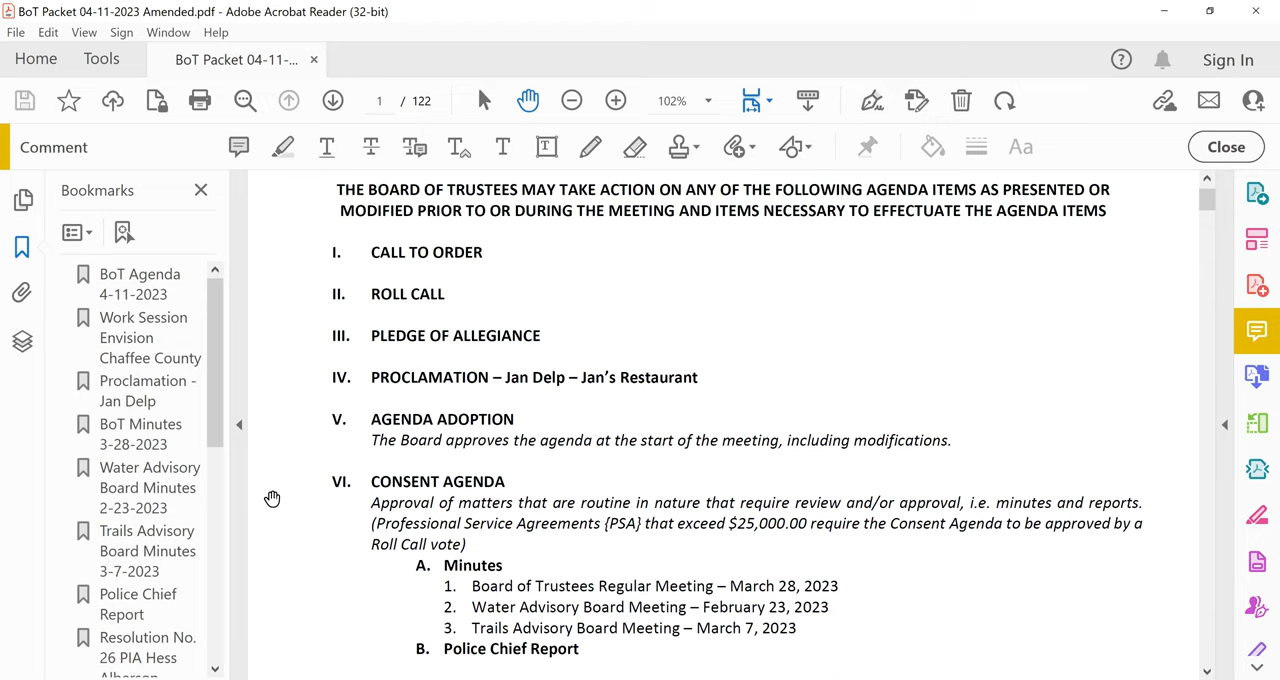 BoT Packet 04-11-2023 Amended.pdf - Adobe Acrobat Reader (32-bit)
File Edit View Sign Window Help
Home Tools BoT Packet 04-11-... × Sign In
1 / 122 102%
Comment Close
Bookmarks
BoT Agenda
4-11-2023
Work Session
Envision
Chaffee County
Proclamation -
Jan Delp
BoT Minutes
3-28-2023
Water Advisory
Board Minutes
2-23-2023
Trails Advisory
Board Minutes
3-7-2023
Police Chief
Report
Resolution No.
26 PIA Hess
Alberson
THE BOARD OF TRUSTEES MAY TAKE ACTION ON ANY OF THE FOLLOWING AGENDA ITEMS AS PRESENTED OR
MODIFIED PRIOR TO OR DURING THE MEETING AND ITEMS NECESSARY TO EFFECTUATE THE AGENDA ITEMS
I. CALL TO ORDER
II. ROLL CALL
III. PLEDGE OF ALLEGIANCE
IV. PROCLAMATION – Jan Delp – Jan’s Restaurant
V. AGENDA ADOPTION
The Board approves the agenda at the start of the meeting, including modifications.
VI. CONSENT AGENDA
Approval of matters that are routine in nature that require review and/or approval, i.e. minutes and reports.
(Professional Service Agreements {PSA} that exceed $25,000.00 require the Consent Agenda to be approved by a
Roll Call vote)
A. Minutes
1. Board of Trustees Regular Meeting – March 28, 2023
2. Water Advisory Board Meeting – February 23, 2023
3. Trails Advisory Board Meeting – March 7, 2023
B. Police Chief Report